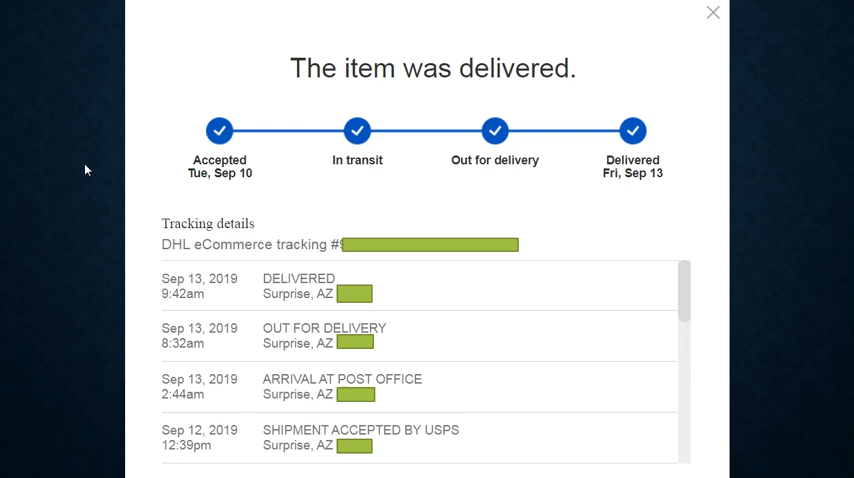 The item was delivered.
Accepted
Tue, Sep 10
In transit
Out for delivery
Delivered
Fri, Sep 13
Tracking details
DHL eCommerce tracking #9
Sep 13, 2019 DELIVERED
9:42am Surprise, AZ
Sep 13, 2019 OUT FOR DELIVERY
8:32am Surprise, AZ
Sep 13, 2019 ARRIVAL AT POST OFFICE
2:44am Surprise, AZ
Sep 12, 2019 SHIPMENT ACCEPTED BY USPS
12:39pm Surprise, AZ